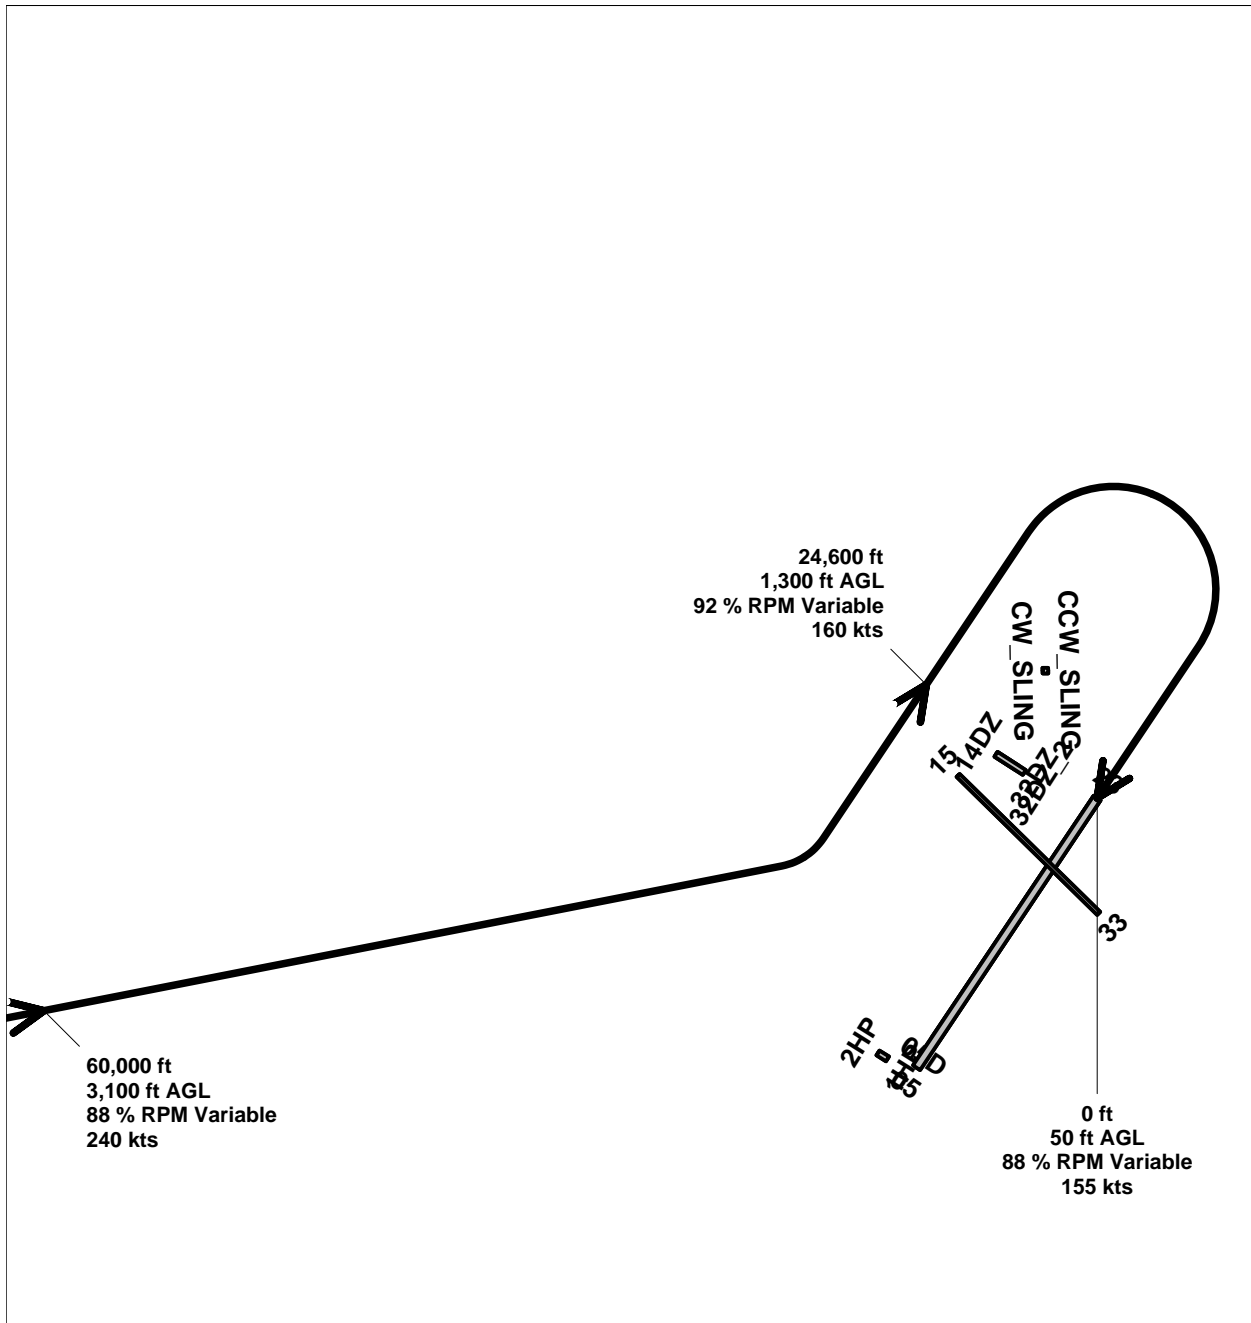 24,600 ft
1,300 ft AGL
92 % RPM Variable
160 kts
CCW_SLING
CW_SLING
14DZ
15
32DZ_2
33
2HP
60,000 ft
3,100 ft AGL
88 % RPM Variable
240 kts
0 ft
50 ft AGL
88 % RPM Variable
155 kts